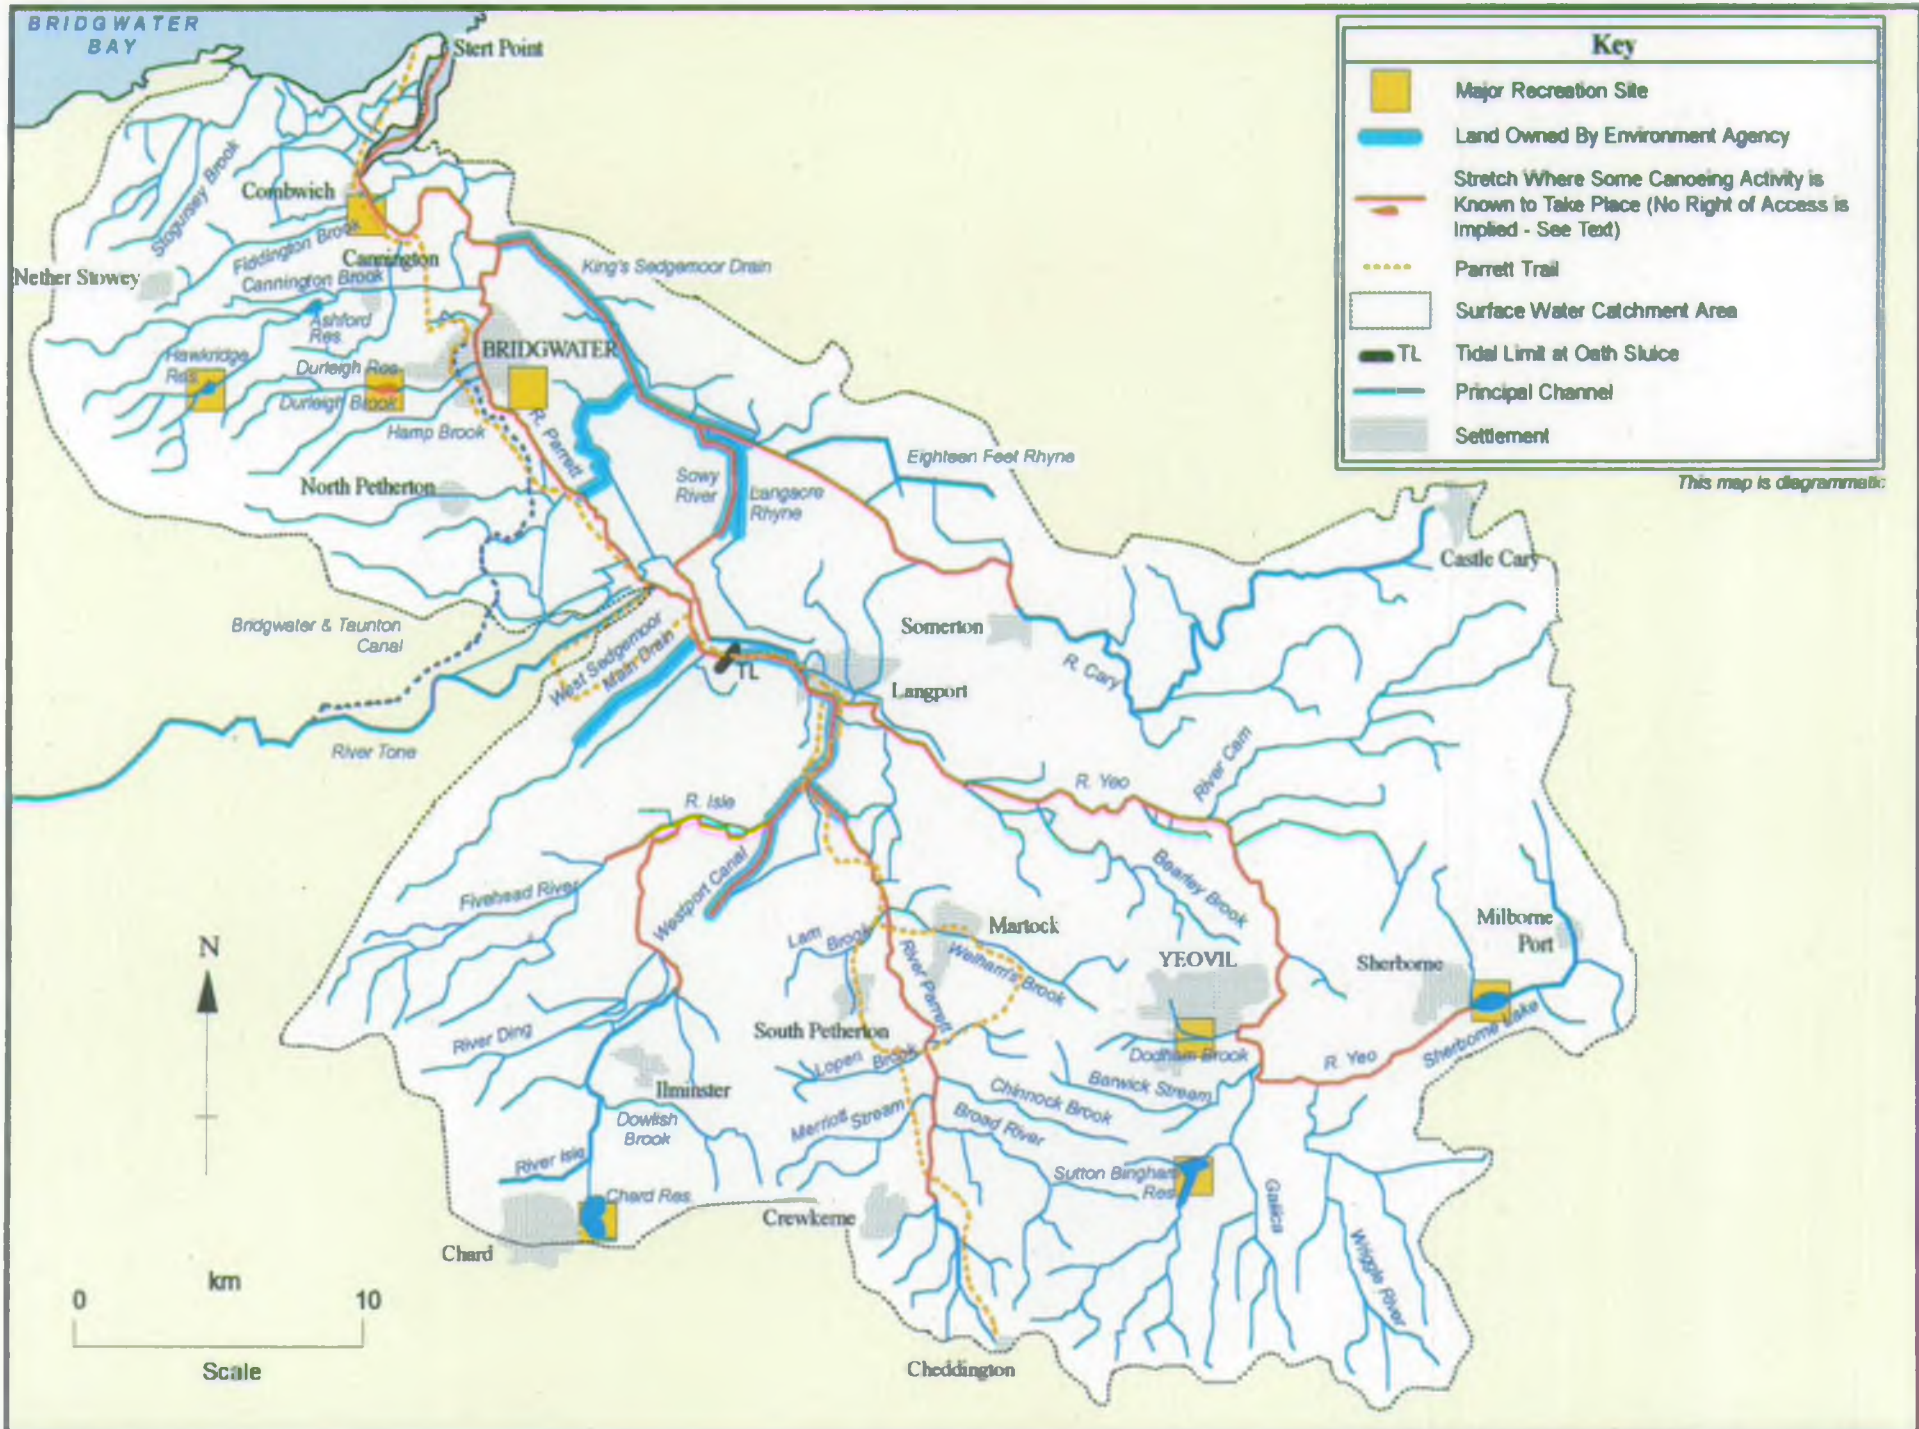 BRIDGWATER
BAY
Stert Point
Key
Major Recreation Site
Land Owned By Environment Agency
Stretch Where Some Canoeing Activity is
Known to Take Place (No Right of Access is
Implied - See Text)
Parrett Trail
Surface Water Catchment Area
TL
Tidal Limit at Oath Sluice
Principal Channel
Settlement
This map is diagrammatic
Stogursey Brook
Combwich
Fiddington Brook
Cannington
Nether Stowey
Cannington Brook
King's Sedgemoor Drain
Ashford
Res
Hawkridge
Res
BRIDGWATER
Durleigh Res
Durleigh Brook
Hamp Brook
R. Parrett
North Petherton
Sowy
River
Langacre
Rhyne
Eighteen Feet Rhyne
Castle Cary
Bridgwater & Taunton
Canal
West Sedgemoor
Main Drain
TL
Somerton
R. Cary
Langport
River Tone
R. Yeo
River Cam
R. Isle
Westport Canal
Fivehead River
Bearley Brook
Lam
Brook
Martock
Welham's Brook
River Parrett
YEOVIL
Sherborne
Milborne
Port
N
River Ding
South Petherton
Lopen
Brook
Dodham Brook
R. Yeo
Sherborne Lake
Ilminster
Barwick Stream
Chinnock Brook
Dowlish
Brook
Merriott Stream
Broad River
River Isle
Sutton Bingham
Res
Chard Res
Gallica
Wriggle River
Crewkerne
Chard
km
0 10
Scale
Cheddington